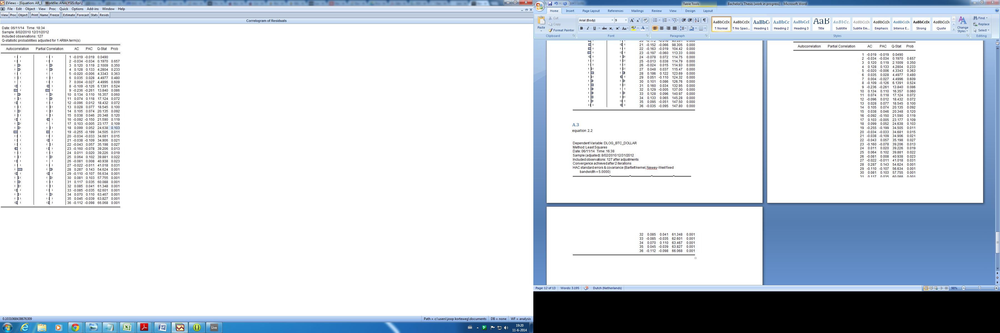 EViews - [Equation: AR_1 Workfile: ANALYSIS::Bpi\]
File Edit Object View Proc Quick Options Add-ins Window Help
View Proc Object Print Name Freeze Estimate Forecast Stats Resids
Correlogram of Residuals
Date: 06/11/14 Time: 18:34
Sample: 8/02/2010 12/31/2012
Included observations: 127
Q-statistic probabilities adjusted for 1 ARMA term(s)
Autocorrelation Partial Correlation AC PAC Q-Stat Prob
1 -0.019 -0.019 0.0490
2 -0.034 -0.034 0.1970 0.657
3 0.120 0.119 2.1009 0.350
4 0.128 0.133 4.2804 0.233
5 -0.020 -0.006 4.3343 0.363
6 0.035 0.028 4.4977 0.480
7 0.004 -0.027 4.4996 0.609
8 -0.109 -0.126 6.1391 0.524
9 -0.236 -0.261 13.840 0.086
10 0.134 0.110 16.357 0.060
11 0.074 0.118 17.124 0.072
12 -0.096 0.012 18.432 0.072
13 0.028 0.077 18.545 0.100
14 0.105 0.074 20.135 0.092
15 0.038 0.046 20.348 0.120
16 -0.092 -0.150 21.590 0.119
17 0.103 -0.005 23.177 0.109
18 0.099 0.052 24.638 0.103
19 -0.255 -0.199 34.505 0.011
20 -0.034 -0.033 34.681 0.015
21 -0.038 -0.109 34.906 0.021
22 -0.043 0.057 35.198 0.027
23 -0.160 -0.078 39.206 0.013
24 0.011 0.020 39.226 0.019
25 0.064 0.102 39.881 0.022
26 -0.081 0.008 40.938 0.023
27 -0.022 -0.011 41.018 0.031
28 0.287 0.143 54.624 0.001
29 -0.110 -0.107 56.634 0.001
30 0.081 0.103 57.755 0.001
31 0.117 0.035 60.088 0.001
32 0.085 0.041 61.348 0.001
33 -0.085 -0.035 62.601 0.001
34 0.070 0.110 63.467 0.001
35 0.045 -0.039 63.827 0.001
36 -0.112 -0.098 66.068 0.001
0.1031068438676309
Path = c:\users\joop korteweg\documents DB = none WF = analysis
Live
19:20
11-6-2014
Table Tools
Bachelor's Thesis (work in progress) - Microsoft Word
Home Insert Page Layout References Mailings Review View Design Layout
Paste
Cut
Copy
Format Painter
Clipboard
Arial (Body) 9
Font
Paragraph
AaBbCcDc AaBbCcDc AaBbC AaBbCc AaBbCcI AaB AaBbCc. AaBbCcDc AaBbCcDc AaBbCcDc AaBbCcDc AaBbCcDc
¶ Normal ¶ No Spaci... Heading 1 Heading 2 Heading 3 Title Subtitle Subtle Em... Emphasis Intense E... Strong Quote
Styles
Change Styles
Find
Replace
Select
Editing
20 -0.172 -0.016 93.031 0.000
21 -0.152 -0.066 98.305 0.000
22 -0.163 -0.019 104.42 0.000
23 -0.197 -0.060 113.33 0.000
24 -0.078 0.072 114.75 0.000
25 -0.013 0.038 114.79 0.000
26 -0.024 0.015 114.93 0.000
27 0.048 0.037 115.47 0.000
28 0.186 0.122 123.69 0.000
29 0.051 -0.110 124.32 0.000
30 0.101 0.086 126.76 0.000
31 0.160 0.034 132.95 0.000
32 0.129 -0.005 137.00 0.000
33 0.128 0.096 140.97 0.000
34 0.133 0.065 145.28 0.000
35 0.095 -0.051 147.50 0.000
36 -0.035 -0.095 147.80 0.000
A.3
equation 2.2
Dependent Variable: DLOG_BTC_DOLLAR
Method: Least Squares
Date: 06/11/14 Time: 16:38
Sample (adjusted): 8/02/2010 12/31/2012
Included observations: 127 after adjustments
Convergence achieved after 2 iterations
HAC standard errors & covariance (Bartlett kernel, Newey-West fixed
bandwidth = 5.0000)
Autocorrelation Partial Correlation AC PAC Q-Stat Prob
1 -0.019 -0.019 0.0490
2 -0.034 -0.034 0.1970 0.657
3 0.120 0.119 2.1009 0.350
4 0.128 0.133 4.2804 0.233
5 -0.020 -0.006 4.3343 0.363
6 0.035 0.028 4.4977 0.480
7 0.004 -0.027 4.4996 0.609
8 -0.109 -0.126 6.1391 0.524
9 -0.236 -0.261 13.840 0.086
10 0.134 0.110 16.357 0.060
11 0.074 0.118 17.124 0.072
12 -0.096 0.012 18.432 0.072
13 0.028 0.077 18.545 0.100
14 0.105 0.074 20.135 0.092
15 0.038 0.046 20.348 0.120
16 -0.092 -0.150 21.590 0.119
17 0.103 -0.005 23.177 0.109
18 0.099 0.052 24.638 0.103
19 -0.255 -0.199 34.505 0.011
20 -0.034 -0.033 34.681 0.015
21 -0.038 -0.109 34.906 0.021
22 -0.043 0.057 35.198 0.027
23 -0.160 -0.078 39.206 0.013
24 0.011 0.020 39.226 0.019
25 0.064 0.102 39.881 0.022
26 -0.081 0.008 40.938 0.023
27 -0.022 -0.011 41.018 0.031
28 0.287 0.143 54.624 0.001
29 -0.110 -0.107 56.634 0.001
30 0.081 0.103 57.755 0.001
31 0.117 0.035 60.088 0.001
32 0.085 0.041 61.348 0.001
33 -0.085 -0.035 62.601 0.001
34 0.070 0.110 63.467 0.001
35 0.045 -0.039 63.827 0.001
36 -0.112 -0.098 66.068 0.001
Page: 12 of 13 Words: 3.195 Dutch (Netherlands) 98%